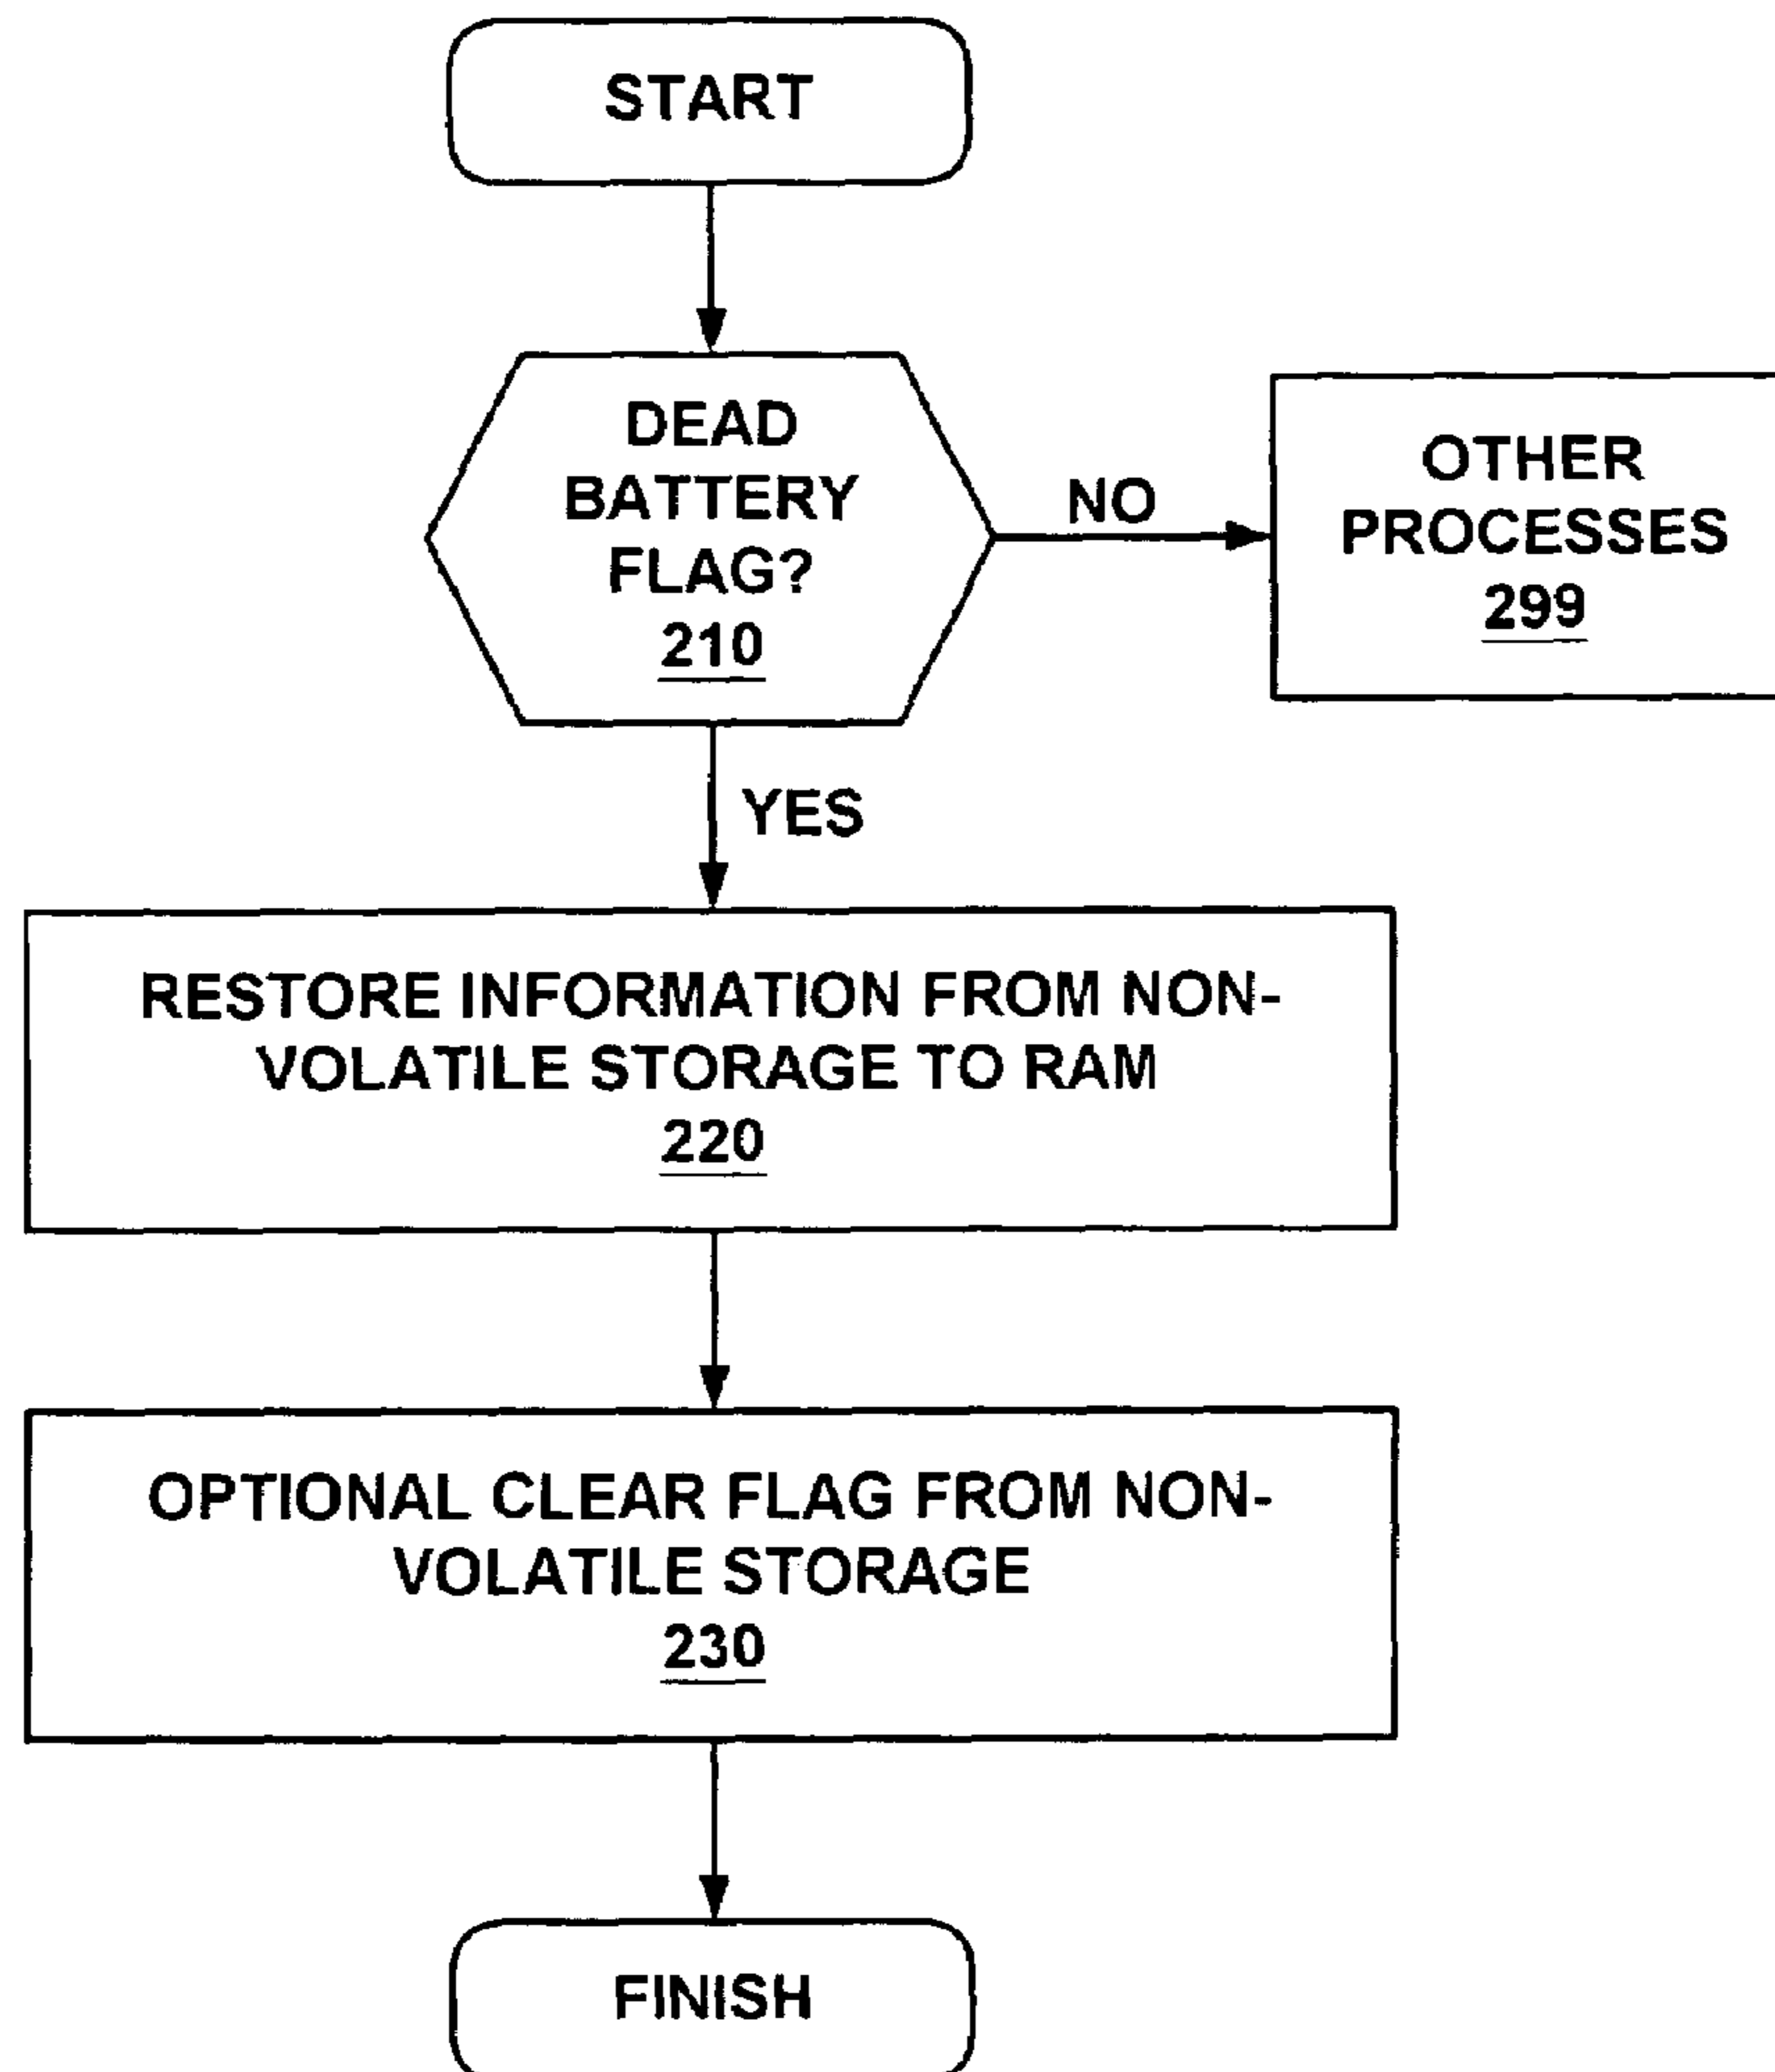 START
DEAD
BATTERY
FLAG?
210
NO
OTHER
PROCESSES
299
YES
RESTORE INFORMATION FROM NON-
VOLATILE STORAGE TO RAM
220
OPTIONAL CLEAR FLAG FROM NON-
VOLATILE STORAGE
230
FINISH